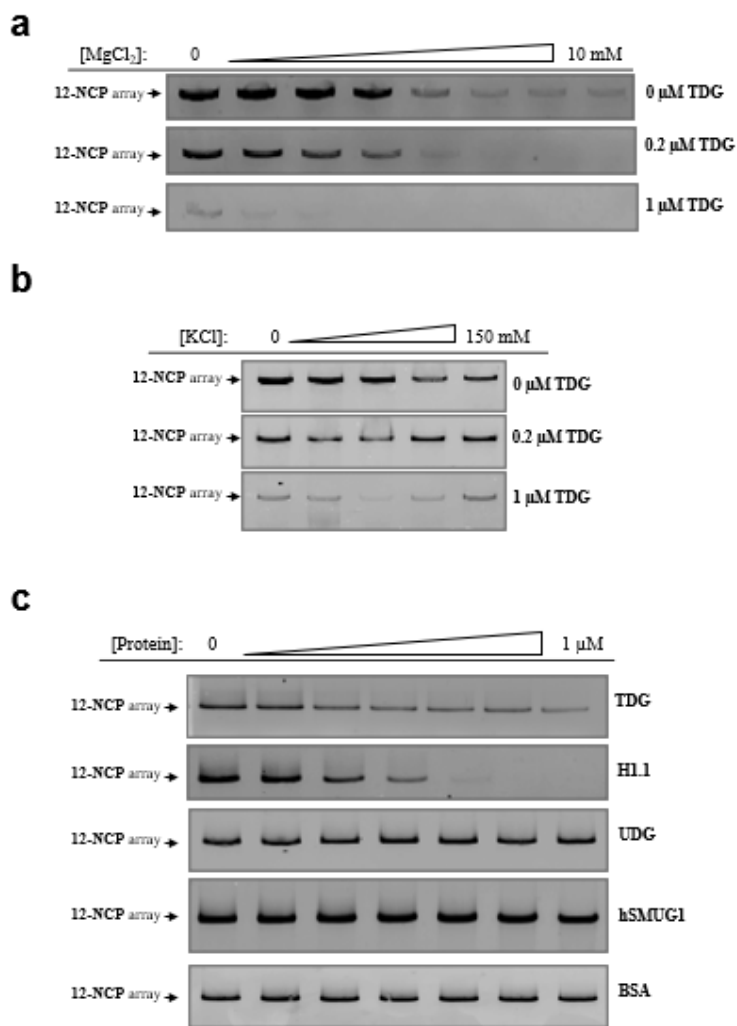 a
[MgCl₂]: 0 10 mM
12-NCP array 0 µM TDG
12-NCP array 0.2 µM TDG
12-NCP array 1 µM TDG
b
[KCl]: 0 150 mM
12-NCP array 0 µM TDG
12-NCP array 0.2 µM TDG
12-NCP array 1 µM TDG
c
[Protein]: 0 1 µM
12-NCP array TDG
12-NCP array H1.1
12-NCP array UDG
12-NCP array hSMUG1
12-NCP array BSA